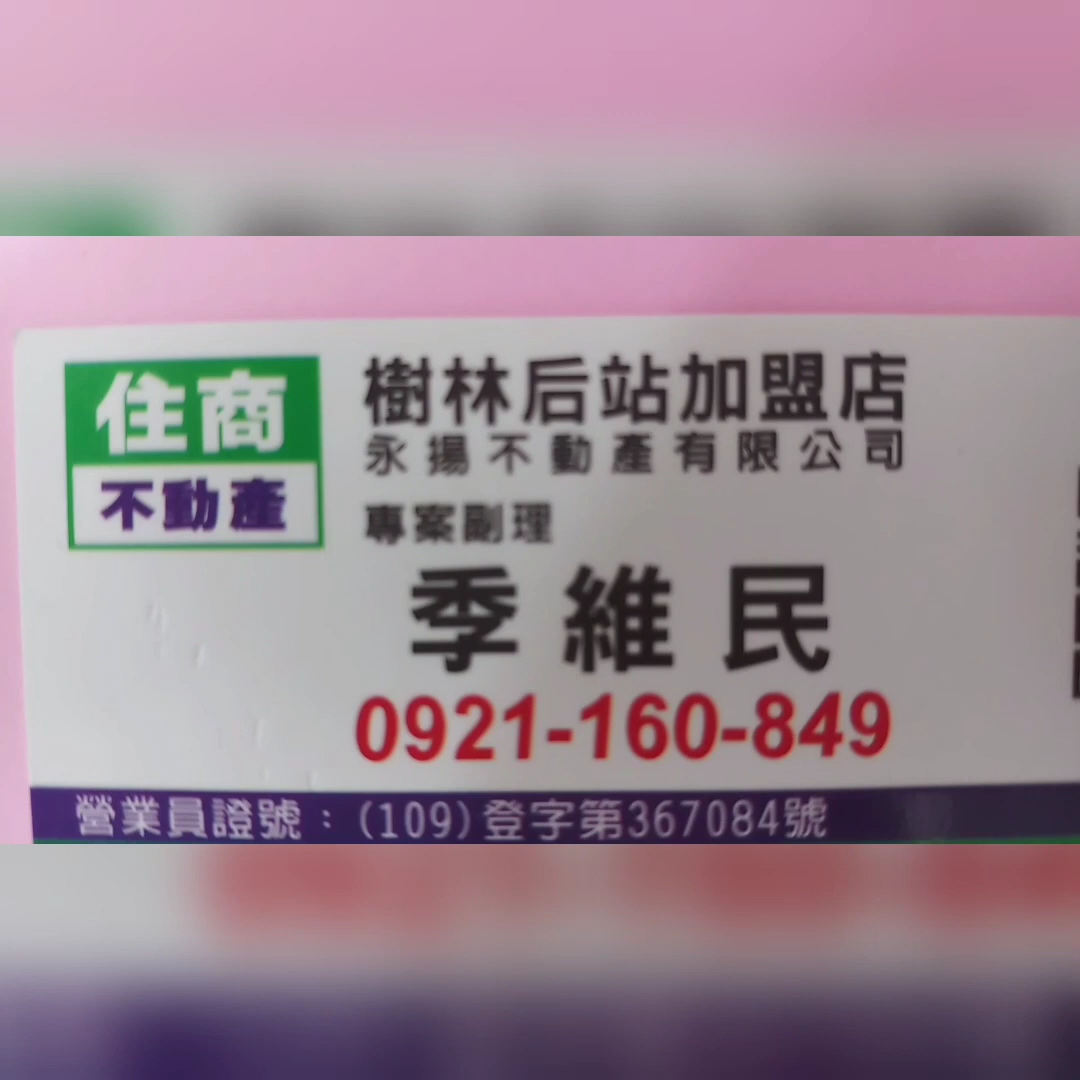 住商
不動產
樹林后站加盟店
永揚不動產有限公司
專案副理
季維民
0921-160-849
營業員證號：(109)登字第367084號